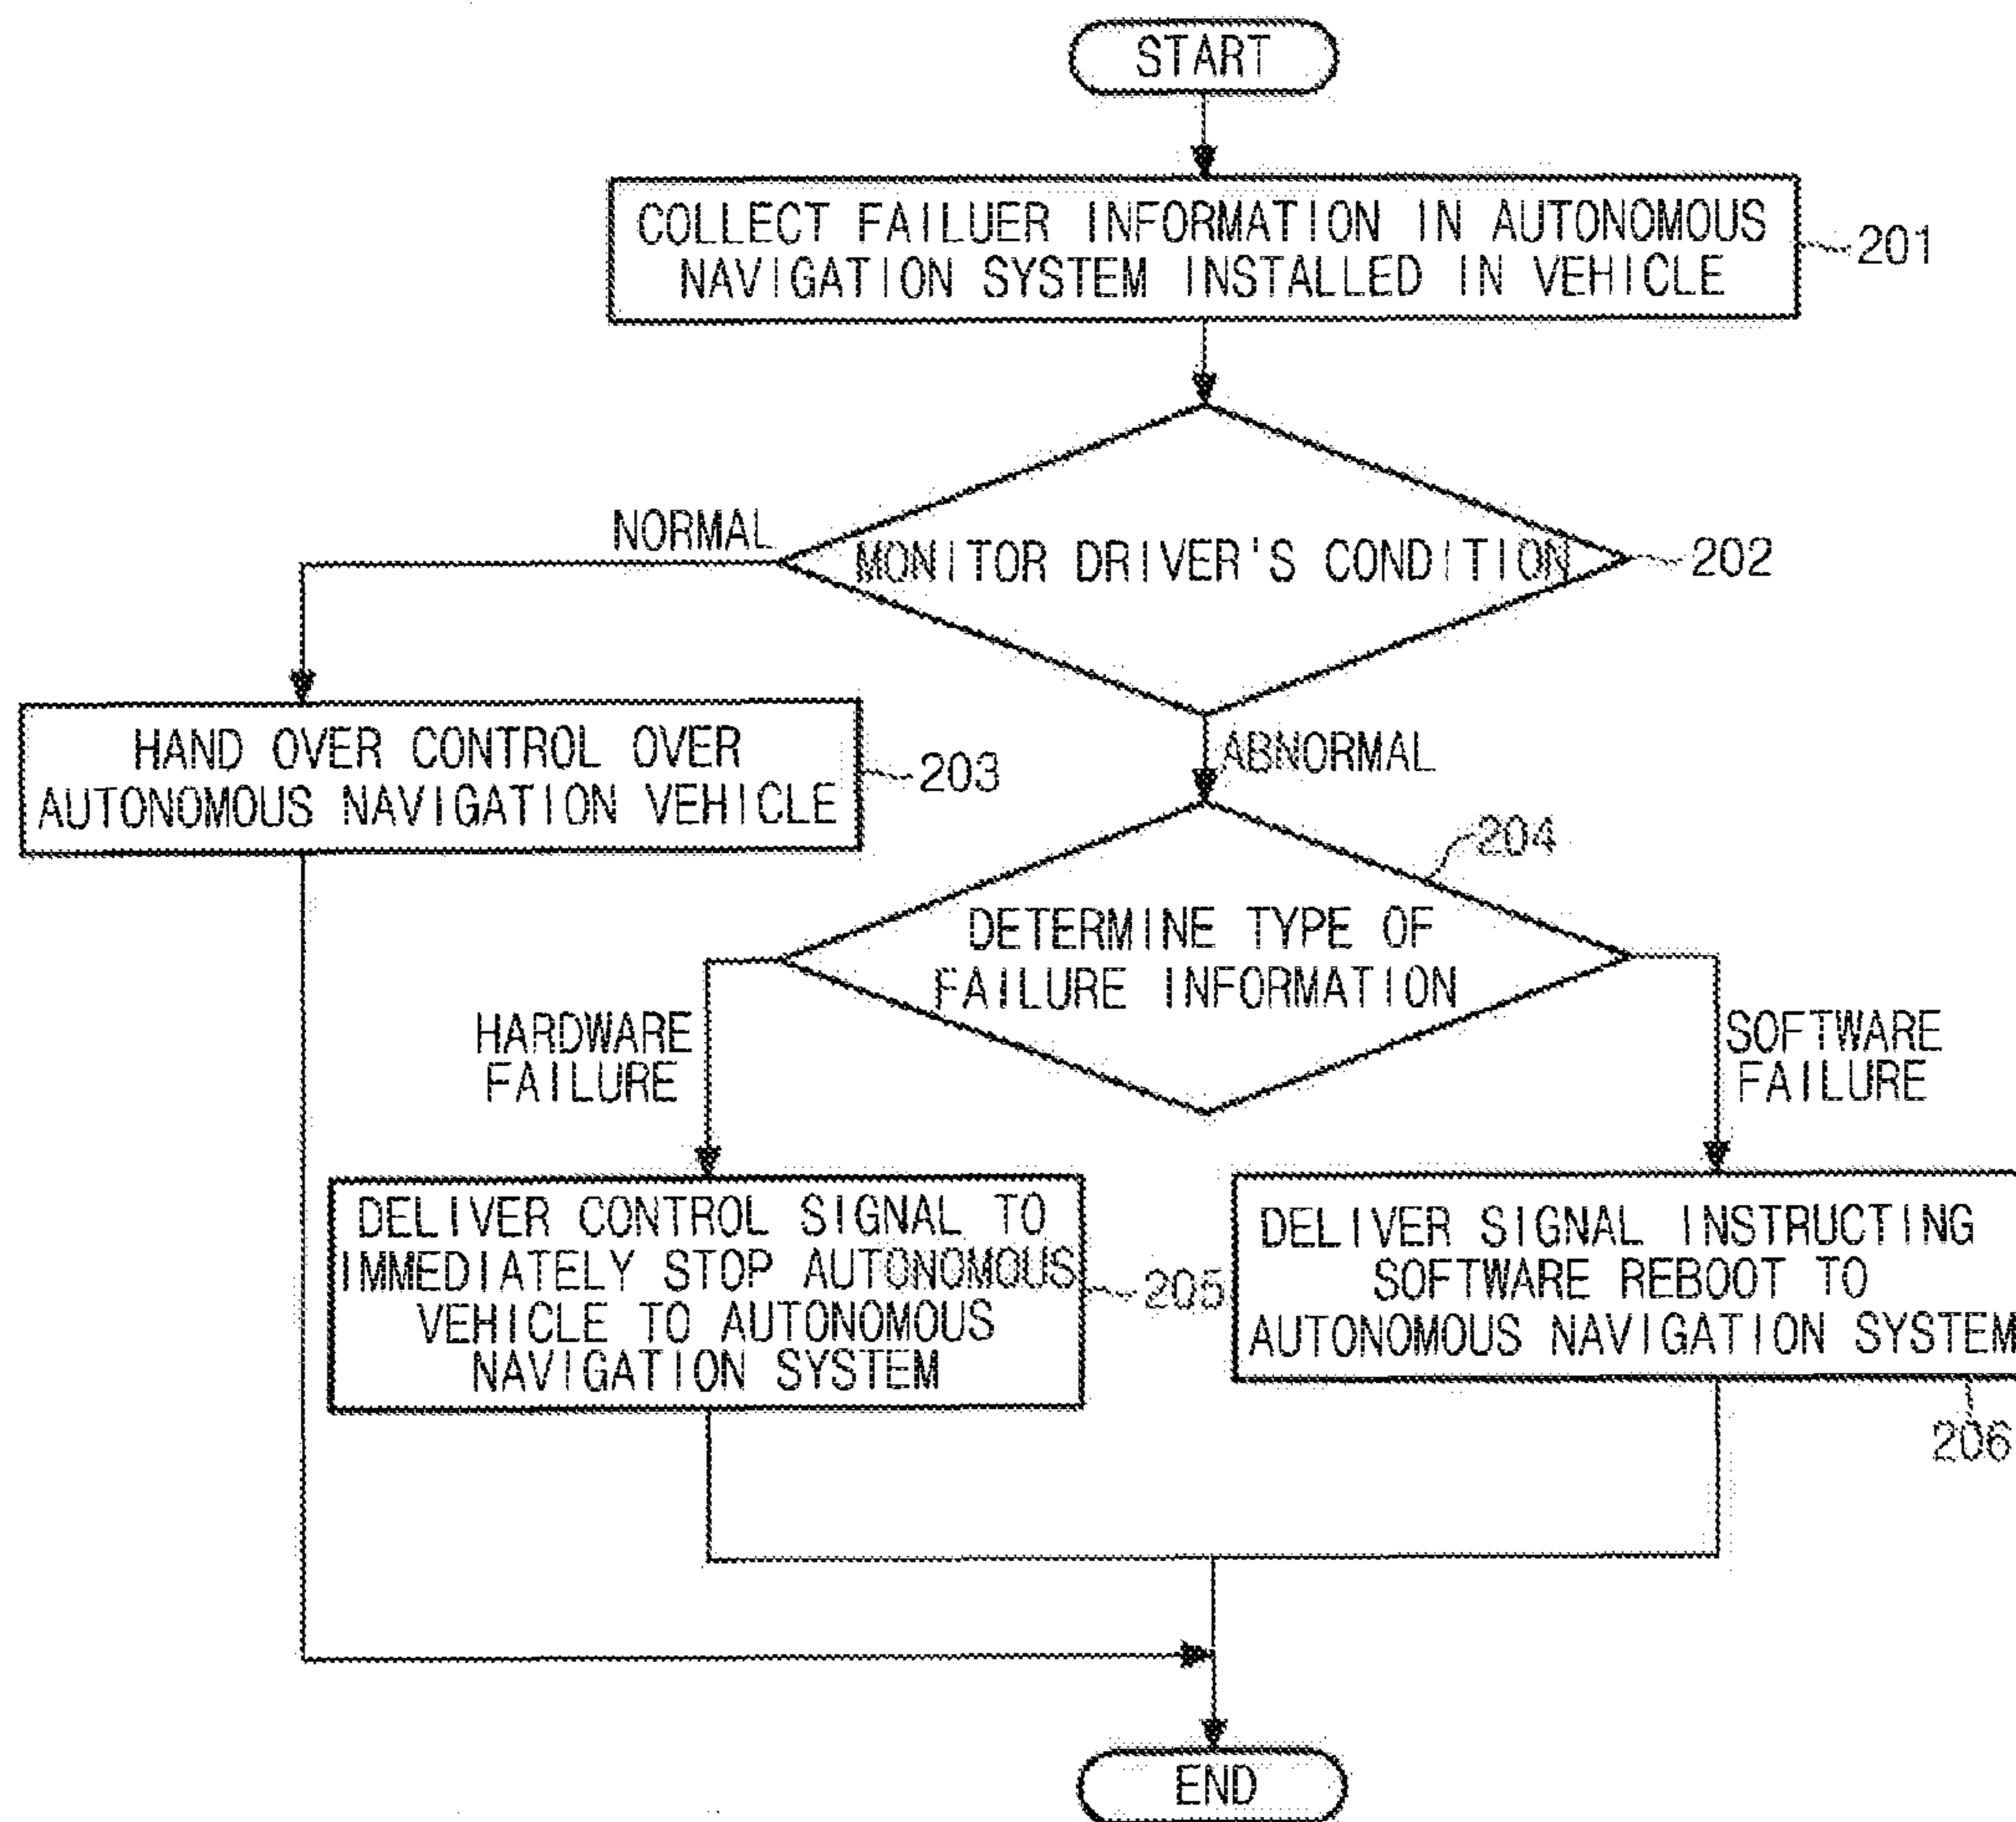 START
COLLECT FAILUER INFORMATION IN AUTONOMOUS
NAVIGATION SYSTEM INSTALLED IN VEHICLE
201
NORMAL
MONITOR DRIVER'S CONDITION
202
HAND OVER CONTROL OVER
AUTONOMOUS NAVIGATION VEHICLE
203
ABNORMAL
204
DETERMINE TYPE OF
FAILURE INFORMATION
HARDWARE
FAILURE
SOFTWARE
FAILURE
DELIVER CONTROL SIGNAL TO
IMMEDIATELY STOP AUTONOMOUS
VEHICLE TO AUTONOMOUS
NAVIGATION SYSTEM
205
DELIVER SIGNAL INSTRUCTING
SOFTWARE REBOOT TO
AUTONOMOUS NAVIGATION SYSTEM
206
END